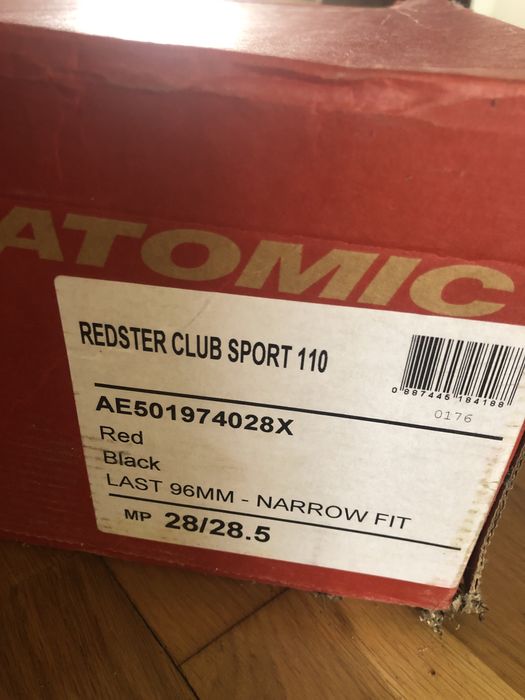 ATOMIC
REDSTER CLUB SPORT 110
0 887445 184188
0176
AE501974028X
Red
Black
LAST 96MM - NARROW FIT
MP 28/28.5